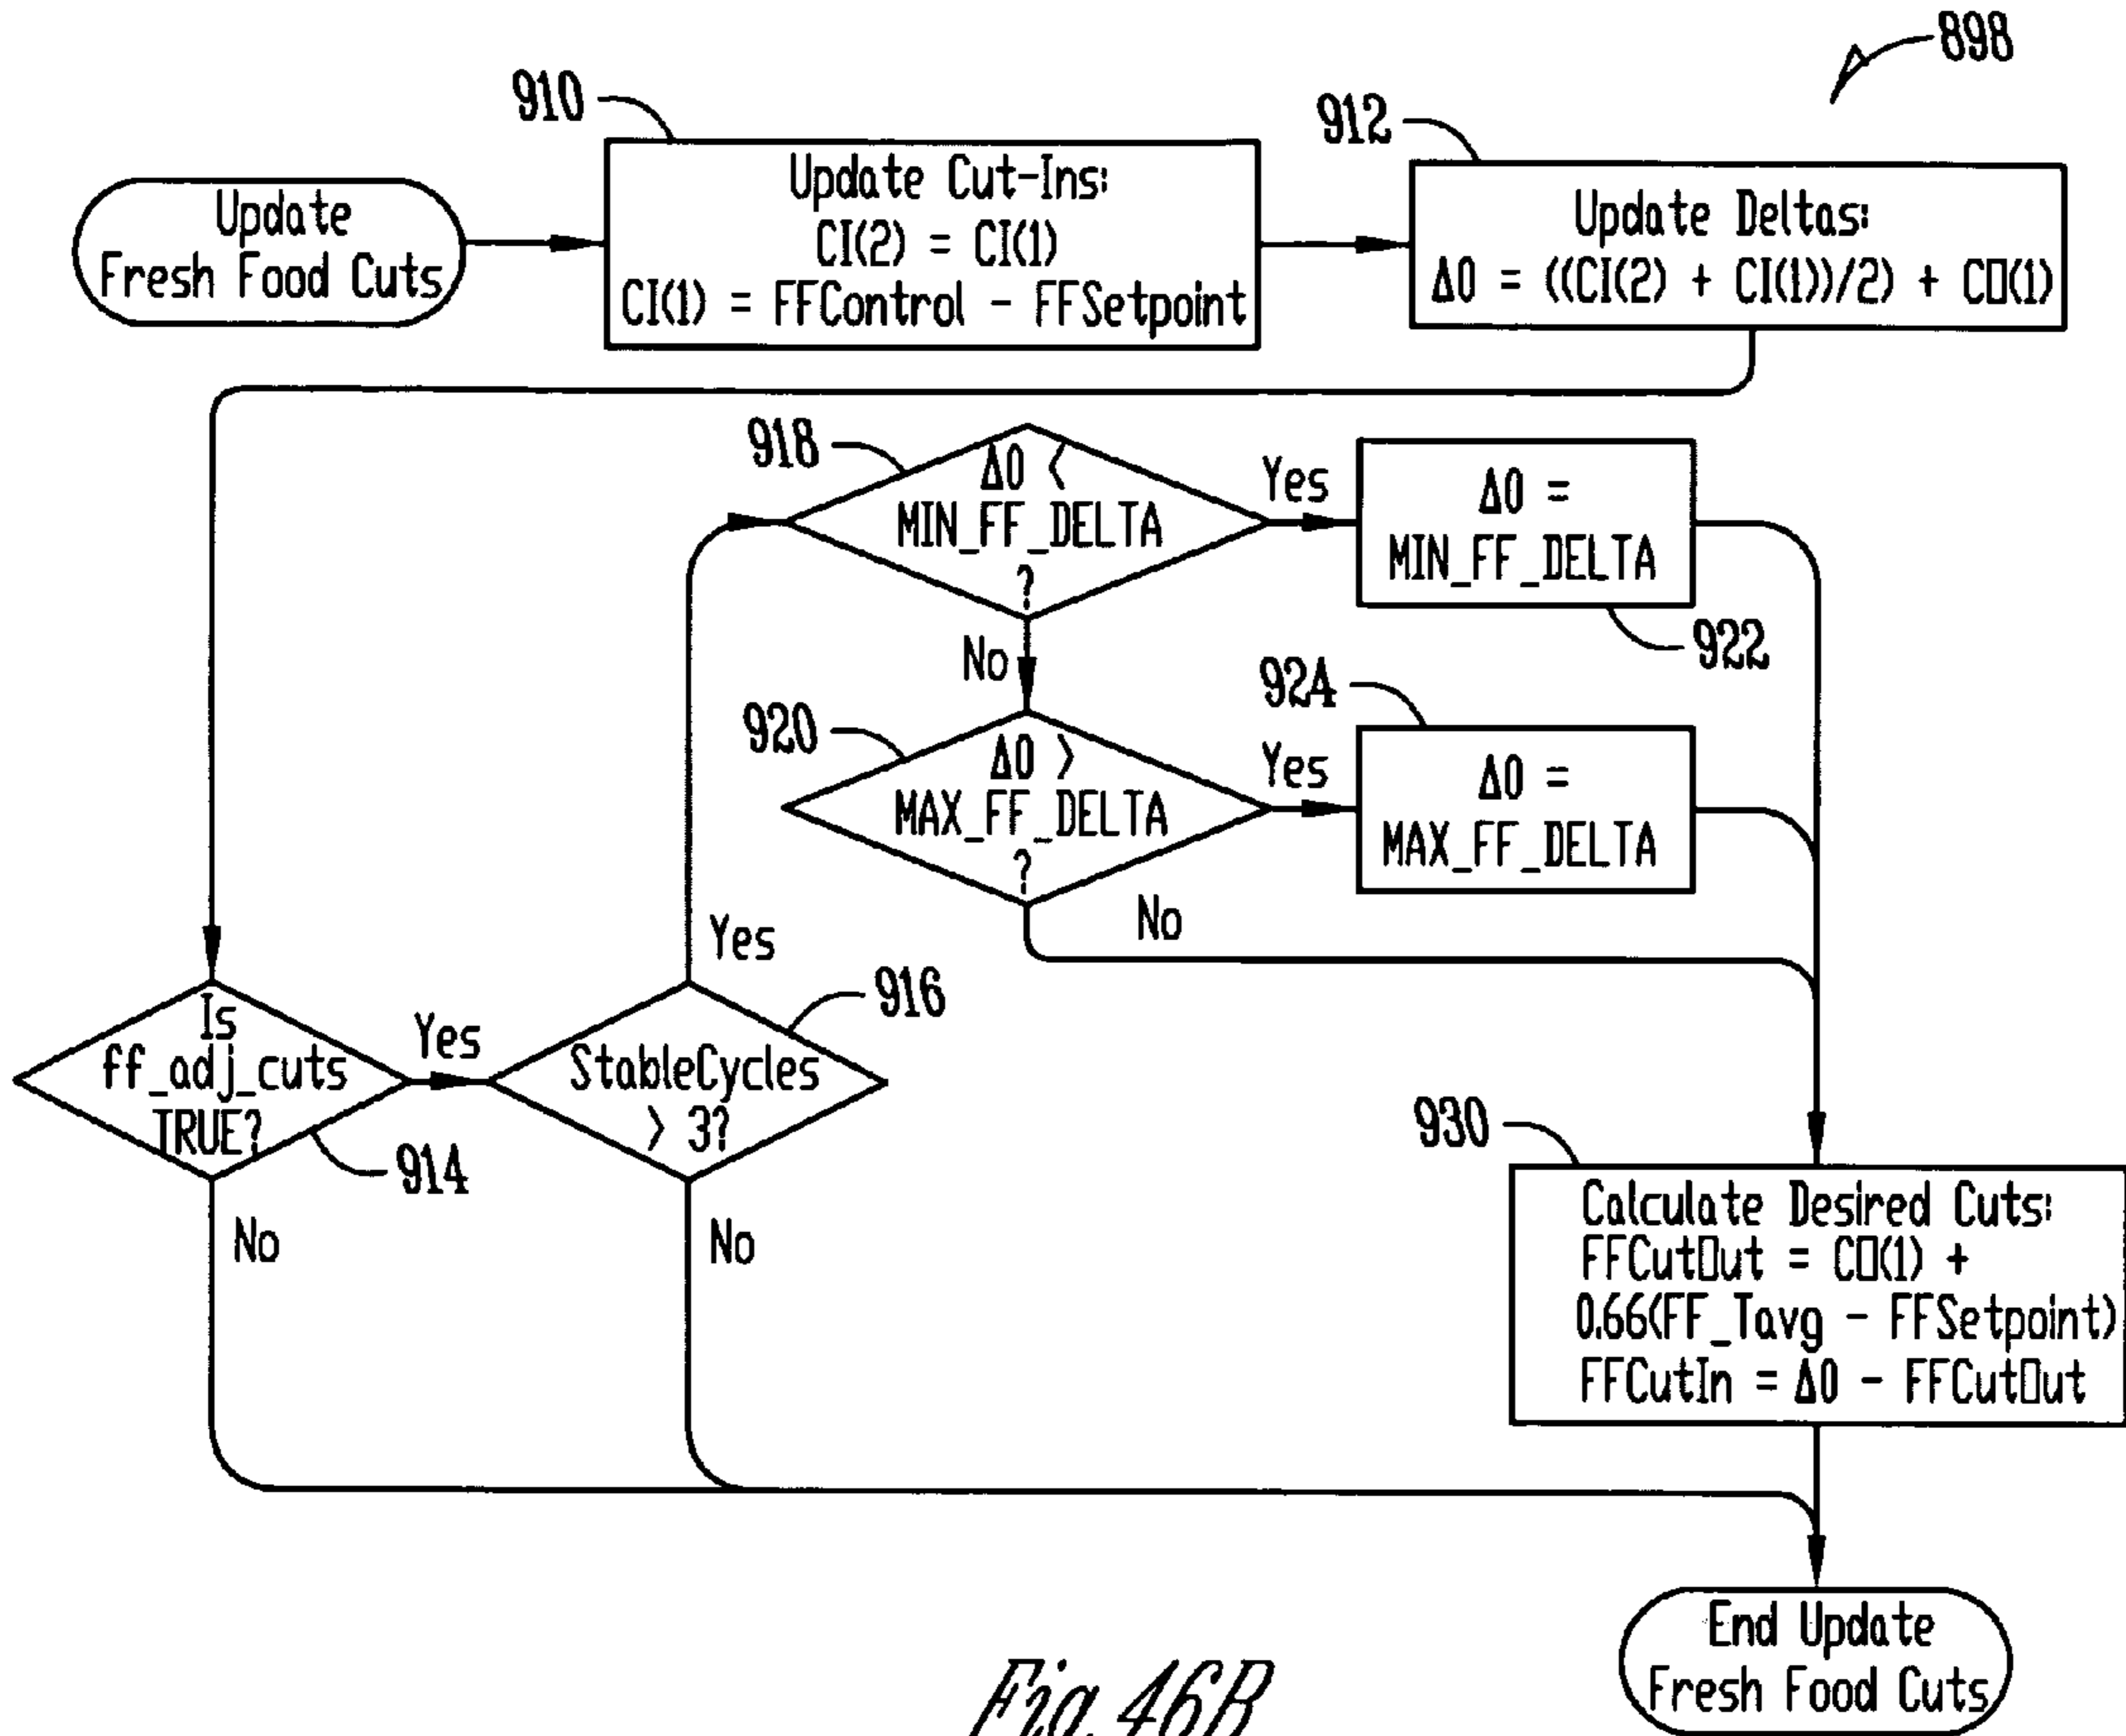 898
910
912
Update
Fresh Food Cuts
Update Cut-Ins:
CI(2) = CI(1)
CI(1) = FFControl - FFSetpoint
Update Deltas:
Δ0 = ((CI(2) + CI(1))/2) + CO(1)
918
Δ0 <
MIN_FF_DELTA
?
Yes
Δ0 =
MIN_FF_DELTA
922
No
920
Δ0 >
MAX_FF_DELTA
?
Yes
924
Δ0 =
MAX_FF_DELTA
No
Is
ff_adj_cuts
TRUE?
914
Yes
No
916
StableCycles
> 3?
Yes
No
930
Calculate Desired Cuts:
FFCutOut = CO(1) +
0.66(FF_Tavg - FFSetpoint)
FFCutIn = Δ0 - FFCutOut
End Update
Fresh Food Cuts
Fig. 46B